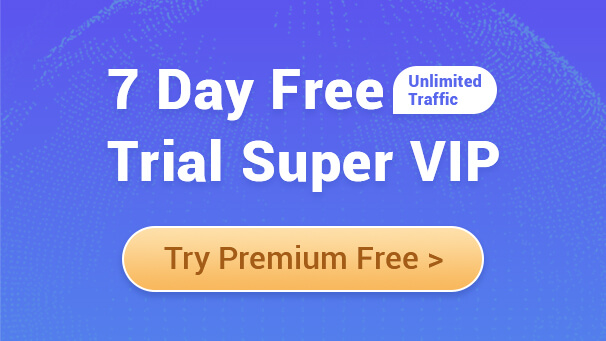 7 Day Free
Unlimited
Traffic
Trial Super VIP
Try Premium Free >